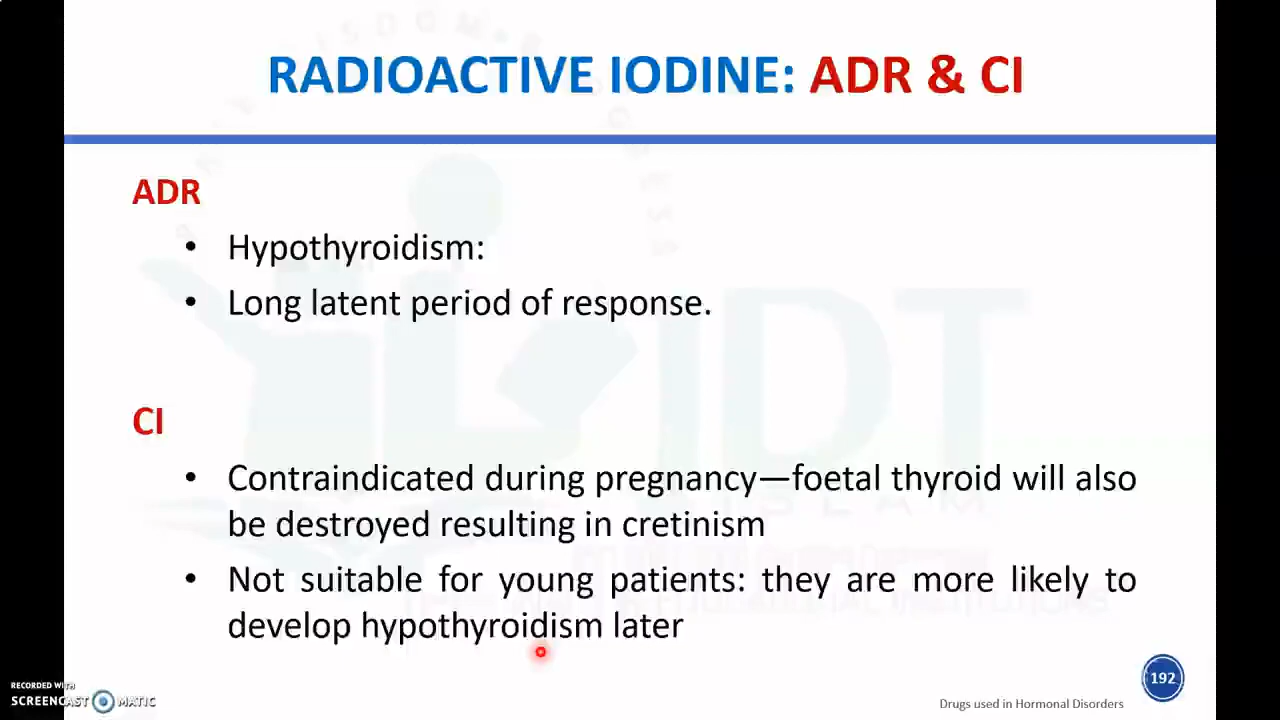 RADIOACTIVE IODINE: ADR & CI
ADR
• Hypothyroidism:
• Long latent period of response.
CI
• Contraindicated during pregnancy—foetal thyroid will also
be destroyed resulting in cretinism
• Not suitable for young patients: they are more likely to
develop hypothyroidism later
192
Drugs used in Hormonal Disorders
RECORDED WITH
SCREENCAST MATIC
IDT
ISLAM